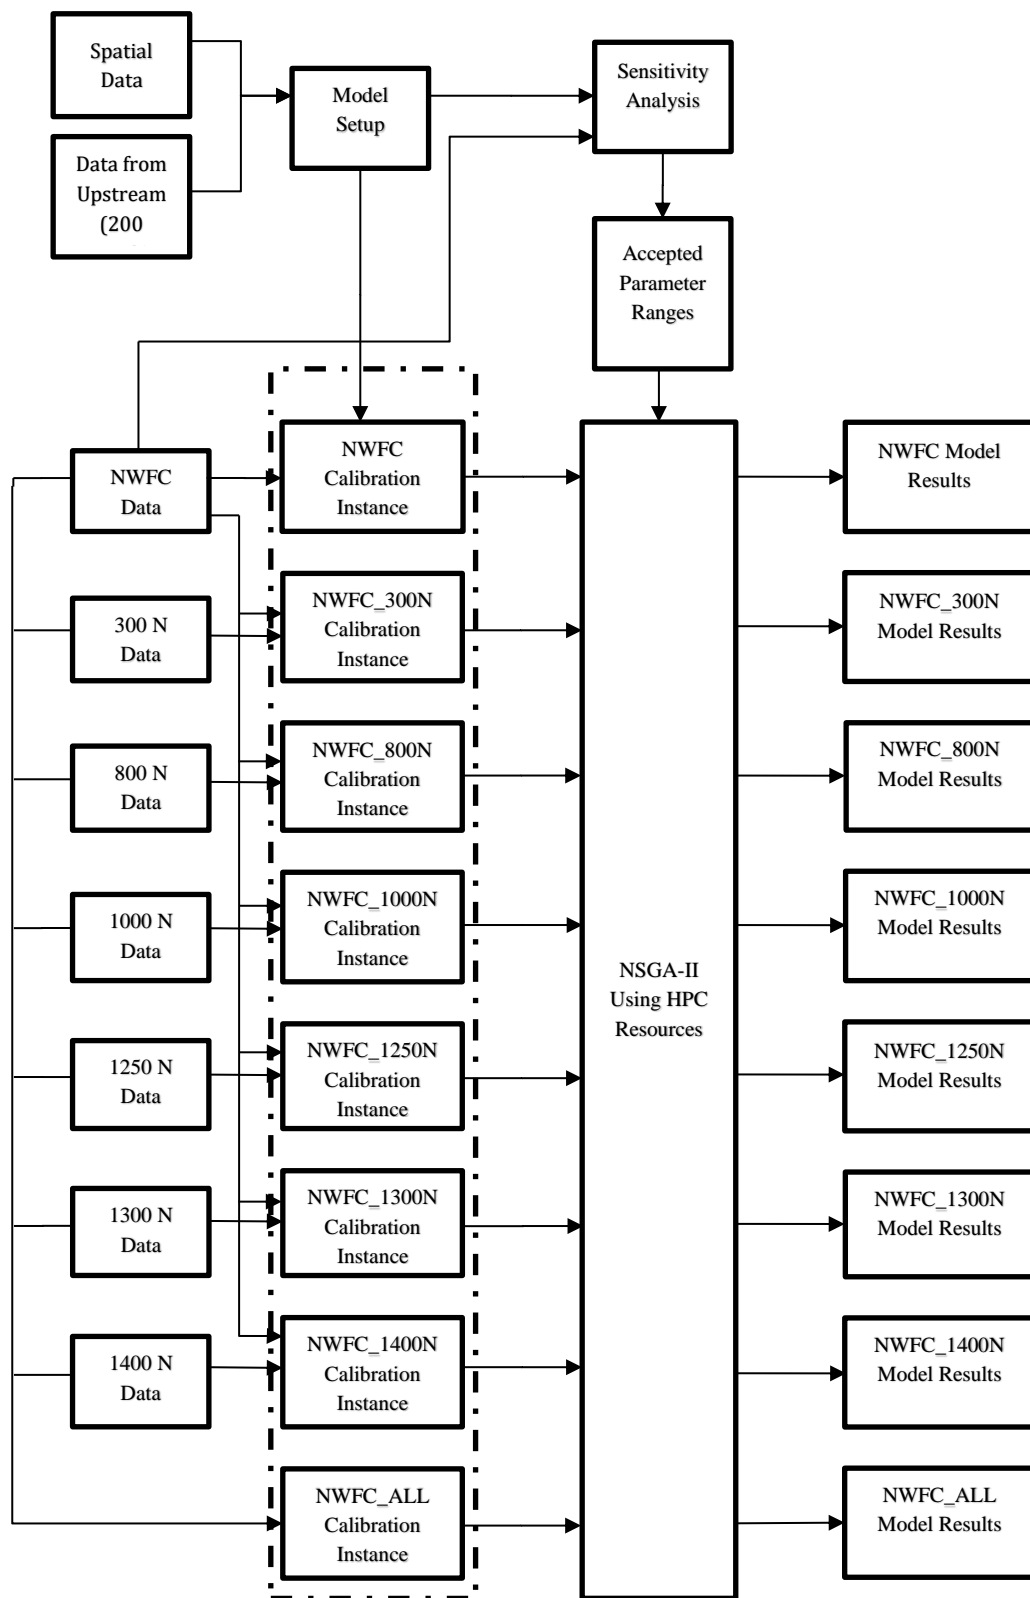 Spatial
Data
Data from
Upstream
(200
Model
Setup
Sensitivity
Analysis
Accepted
Parameter
Ranges
NWFC
Data
NWFC
Calibration
Instance
NWFC Model
Results
300 N
Data
NWFC_300N
Calibration
Instance
NWFC_300N
Model Results
800 N
Data
NWFC_800N
Calibration
Instance
NWFC_800N
Model Results
1000 N
Data
NWFC_1000N
Calibration
Instance
NWFC_1000N
Model Results
NSGA-II
Using HPC
Resources
1250 N
Data
NWFC_1250N
Calibration
Instance
NWFC_1250N
Model Results
1300 N
Data
NWFC_1300N
Calibration
Instance
NWFC_1300N
Model Results
1400 N
Data
NWFC_1400N
Calibration
Instance
NWFC_1400N
Model Results
NWFC_ALL
Calibration
Instance
NWFC_ALL
Model Results